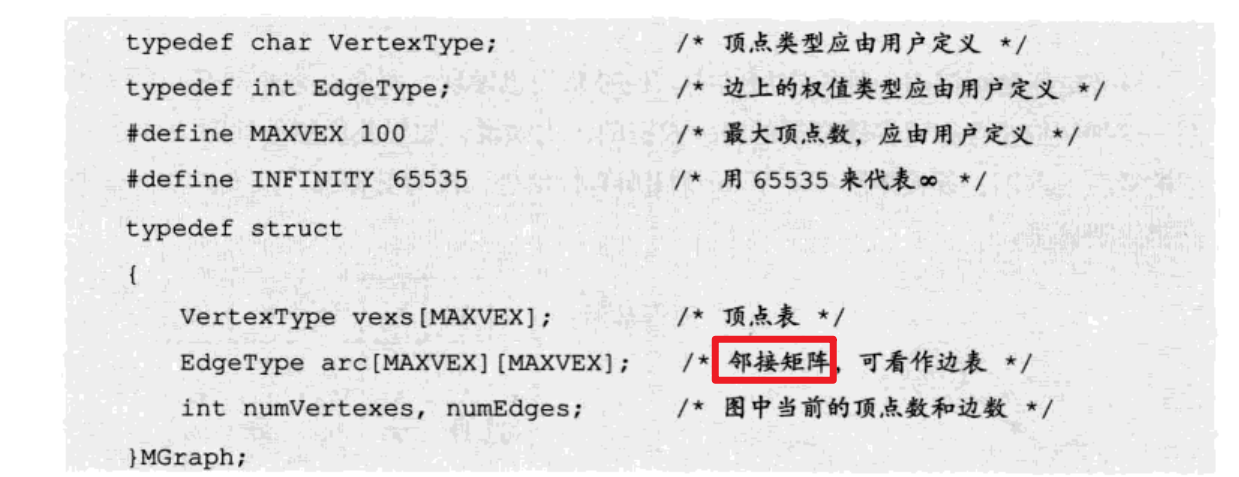 typedef char VertexType; /* 顶点类型应由用户定义 */
typedef int EdgeType; /* 边上的权值类型应由用户定义 */
#define MAXVEX 100 /* 最大顶点数, 应由用户定义 */
#define INFINITY 65535 /* 用 65535 来代表∞ */
typedef struct
{
VertexType vexs[MAXVEX]; /* 顶点表 */
EdgeType arc[MAXVEX][MAXVEX]; /* 邻接矩阵, 可看作边表 */
int numVertexes, numEdges; /* 图中当前的顶点数和边数 */
}MGraph;